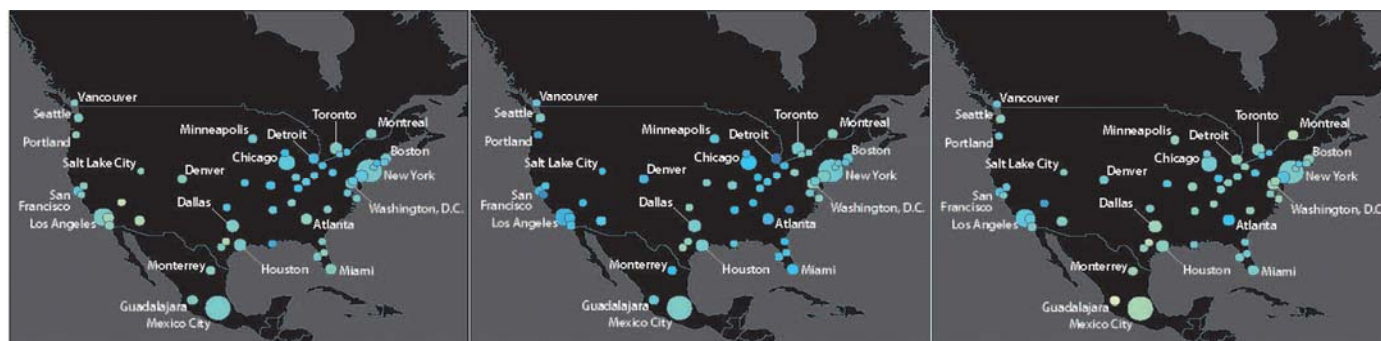 Vancouver
Seattle
Portland
Minneapolis
Detroit
Toronto
Montreal
Boston
Chicago
Salt Lake City
Denver
New York
San
Francisco
Los Angeles
Dallas
Washington, D.C.
Atlanta
Monterrey
Houston
Miami
Guadalajara
Mexico City
Vancouver
Seattle
Portland
Minneapolis
Detroit
Toronto
Montreal
Boston
Chicago
Salt Lake City
Denver
New York
San
Francisco
Los Angeles
Dallas
Washington, D.C.
Atlanta
Monterrey
Houston
Miami
Guadalajara
Mexico City
Vancouver
Seattle
Portland
Minneapolis
Detroit
Toronto
Montreal
Boston
Chicago
Salt Lake City
Denver
New York
San
Francisco
Los Angeles
Dallas
Washington, D.C.
Atlanta
Monterrey
Houston
Miami
Guadalajara
Mexico City